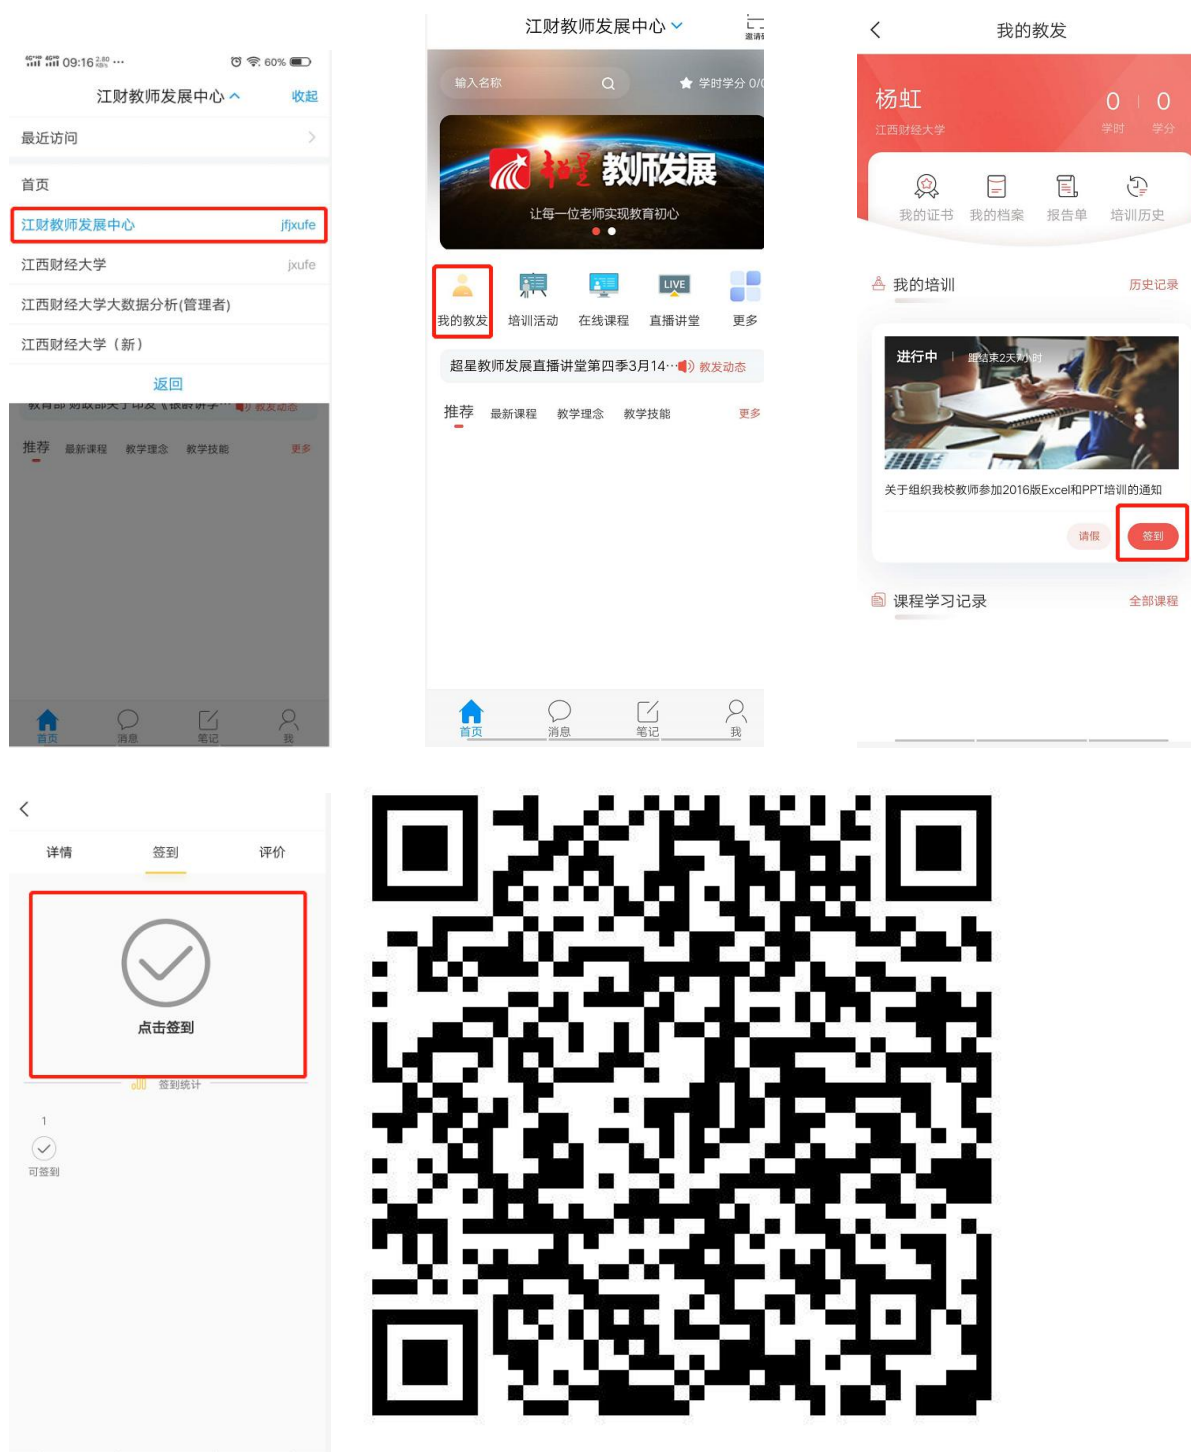 09:16
60%
江财教师发展中心
收起
最近访问
首页
江财教师发展中心
jfjxufe
江西财经大学
jxufe
江西财经大学大数据分析(管理者)
江西财经大学（新）
返回
教发动态
推荐
最新课程
教学理念
教学技能
更多
首页
消息
笔记
我
江财教师发展中心
输入名称
学时学分 0/
超星 教师发展
让每一位老师实现教育初心
LIVE
我的教发
培训活动
在线课程
直播讲堂
更多
超星教师发展直播讲堂第四季3月14…
教发动态
推荐
最新课程
教学理念
教学技能
更多
首页
消息
笔记
我
我的教发
杨虹
0
0
江西财经大学
学时
学分
我的证书
我的档案
报告单
培训历史
我的培训
历史记录
进行中
距结束2天7小时
关于组织我校教师参加2016版Excel和PPT培训的通知
请假
签到
课程学习记录
全部课程
详情
签到
评价
点击签到
签到统计
1
可签到